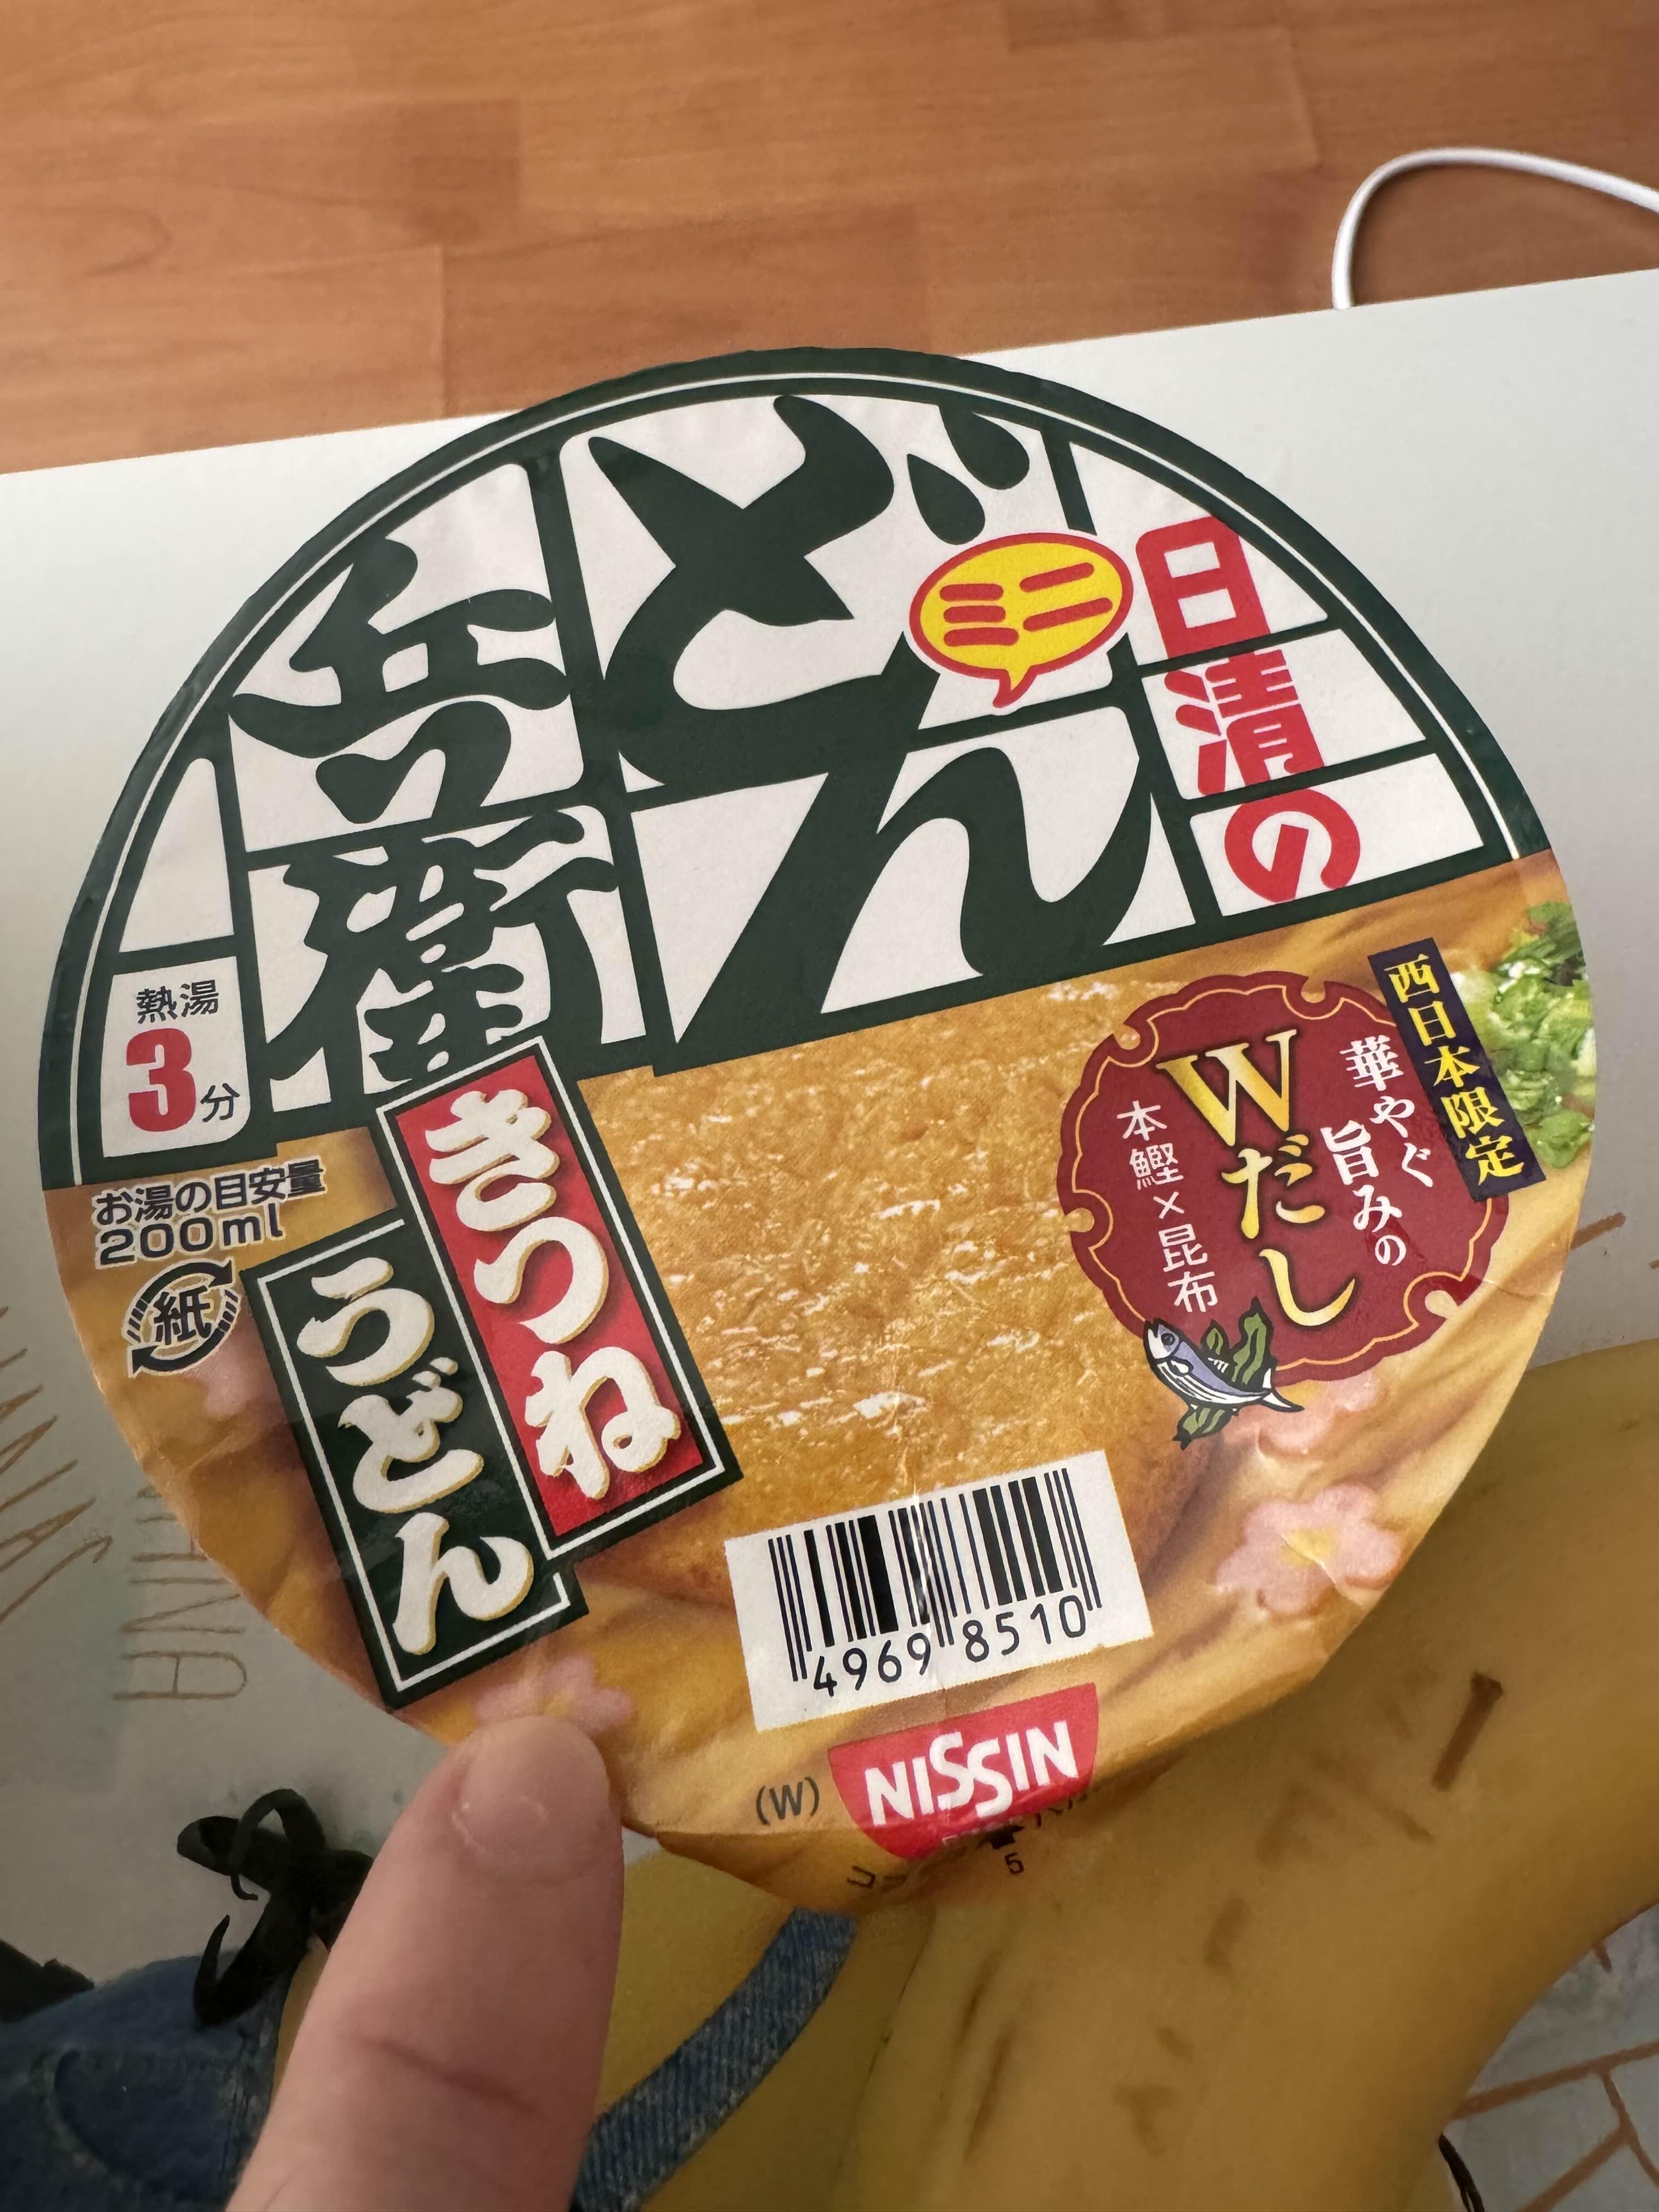 日清の
どん
兵衛
ミニ
熱湯
3分
お湯の目安量
200ml
紙
きつね
うどん
西日本限定
華やぐ
旨みの
Wだし
本鰹×昆布
4969 8510
NISSIN
(W)
5